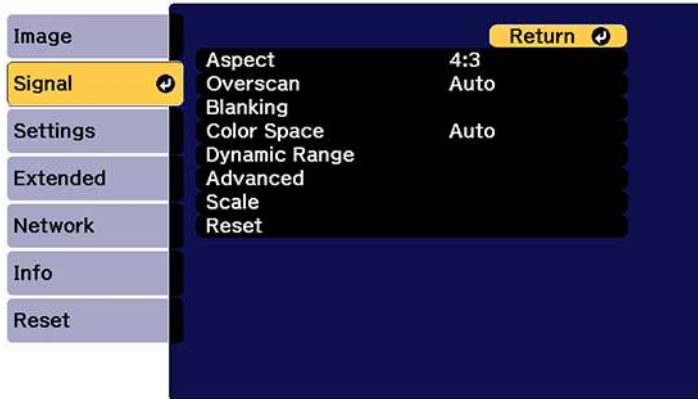 Image
Signal
Settings
Extended
Network
Info
Reset
Return
Aspect 4:3
Overscan Auto
Blanking
Color Space Auto
Dynamic Range
Advanced
Scale
Reset